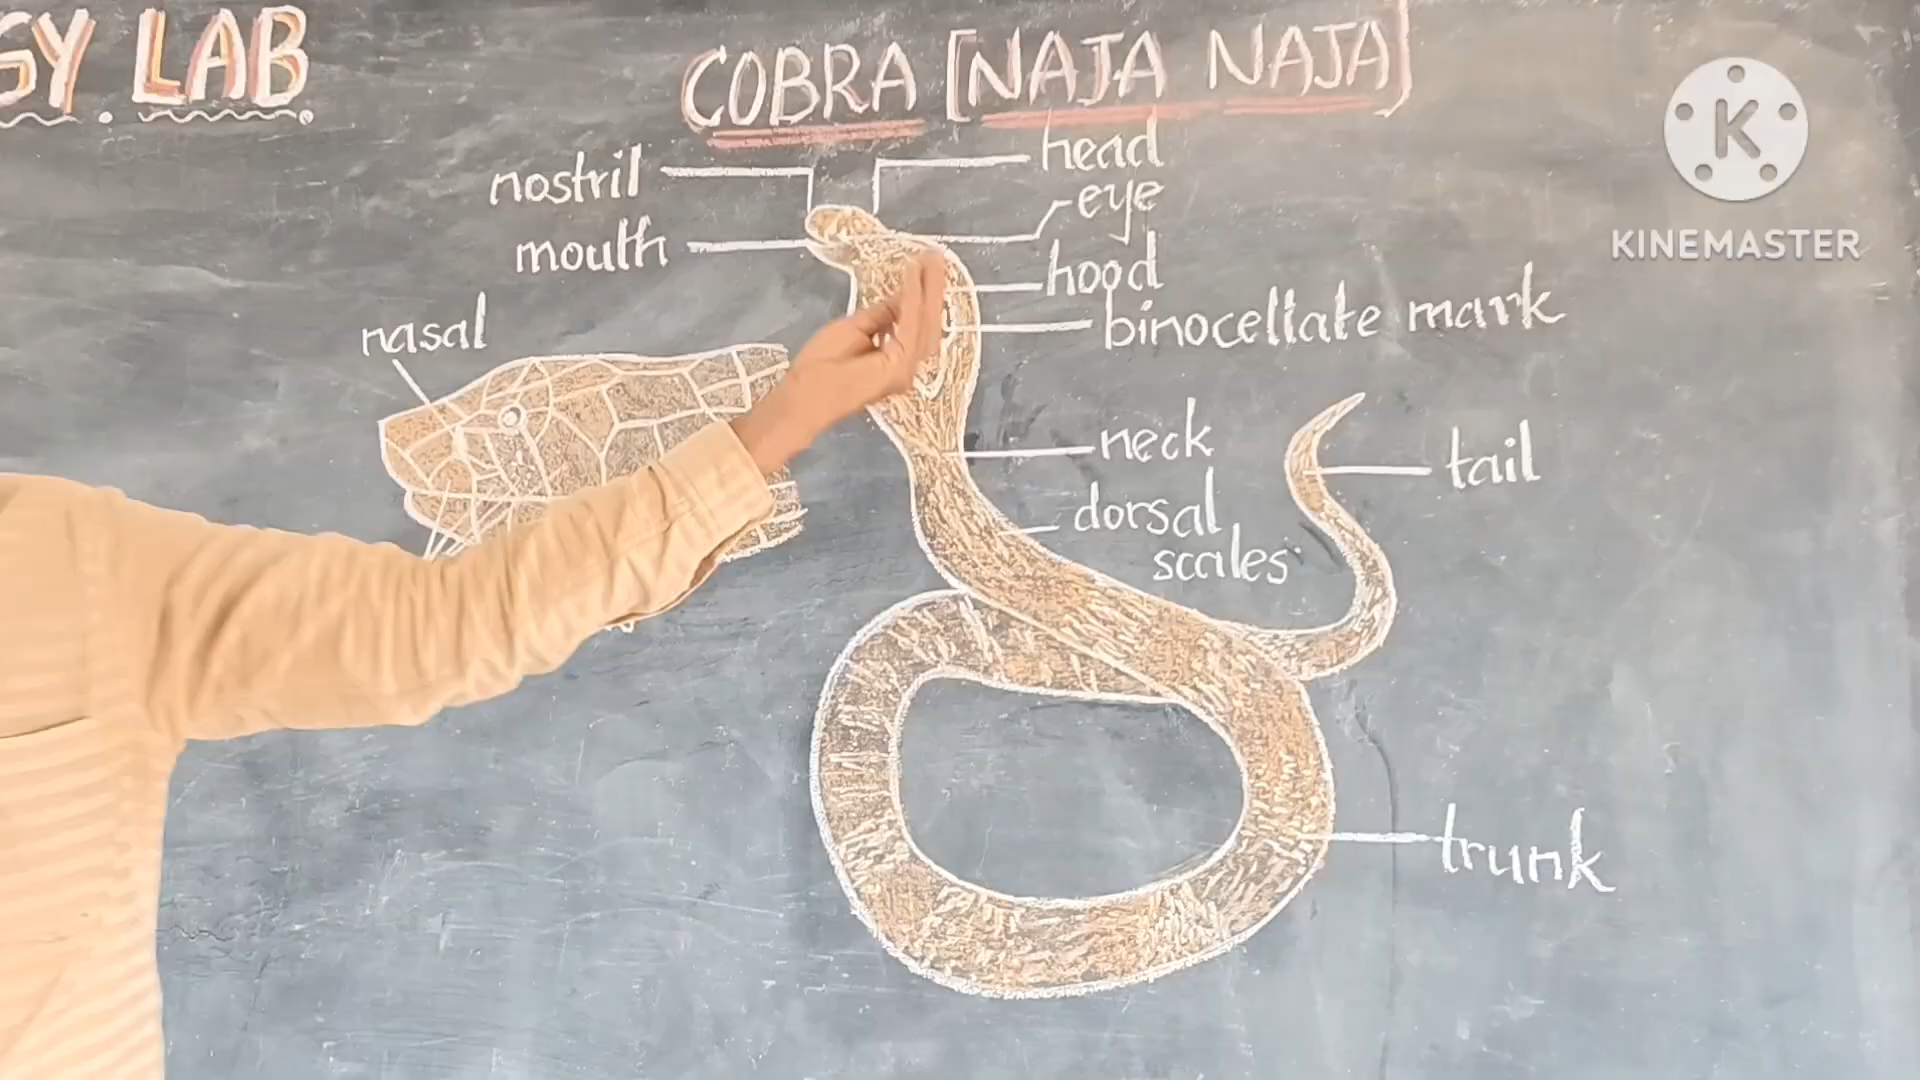 GY. LAB.
COBRA [NAJA NAJA]
nostril
head
eye
mouth
hood
binocellate mark
nasal
neck
tail
dorsal
scales
trunk
K
KINEMASTER